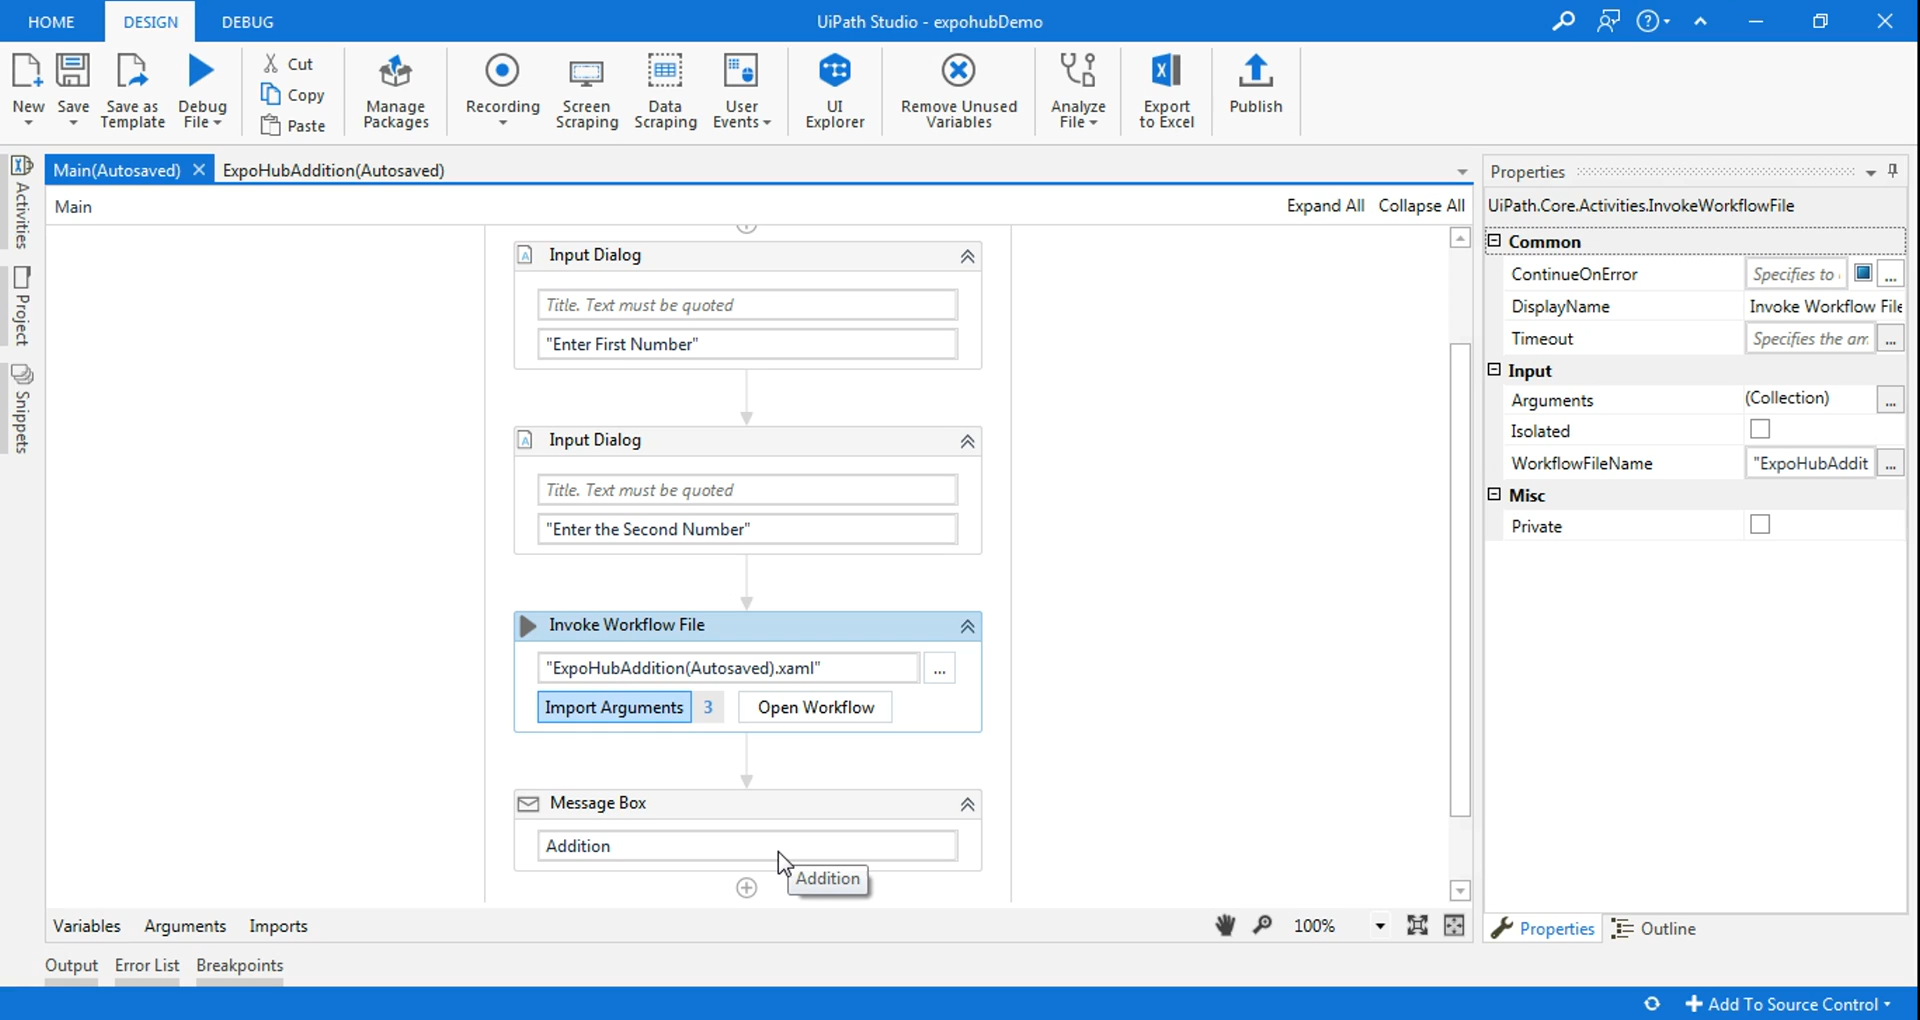 HOME DESIGN DEBUG UiPath Studio - expohubDemo
New Save Save as Template Debug File Cut Copy Paste Manage Packages Recording Screen Scraping Data Scraping User Events UI Explorer Remove Unused Variables Analyze File Export to Excel Publish
Main(Autosaved) ExpoHubAddition(Autosaved)
Main Expand All Collapse All
Activities
Project
Snippets
Input Dialog
Title. Text must be quoted
"Enter First Number"
Input Dialog
Title. Text must be quoted
"Enter the Second Number"
Invoke Workflow File
"ExpoHubAddition(Autosaved).xaml" ...
Import Arguments 3 Open Workflow
Message Box
Addition
Addition
Properties
UiPath.Core.Activities.InvokeWorkflowFile
Common
ContinueOnError Specifies to ...
DisplayName Invoke Workflow File
Timeout Specifies the am ...
Input
Arguments (Collection) ...
Isolated
WorkflowFileName "ExpoHubAddit ...
Misc
Private
Variables Arguments Imports 100%
Properties Outline
Output Error List Breakpoints
Add To Source Control